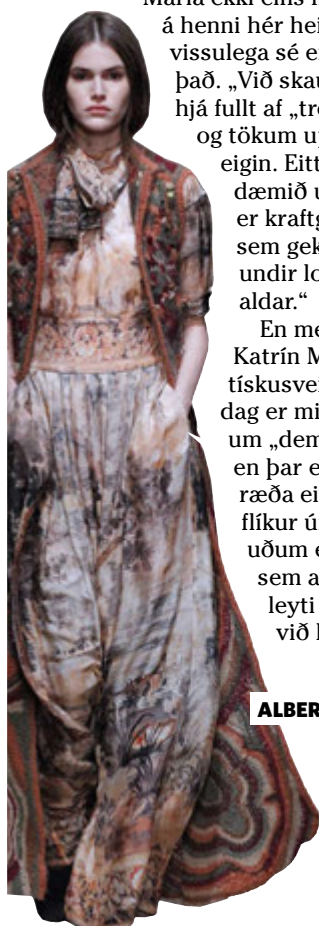 María ekki eins
á henni hér hei
vissulega sé e
það. „Við skau
hjá fullt af „tre
og tökum up
eigin. Eitt
dæmið u
er kraftg
sem gek
undir lo
aldar.“
En me
Katrín M
tískusvei
dag er mi
um „dem
en þar e
ræða ei
flíkur ú
uðum e
sem a
leyti
við
ALBER